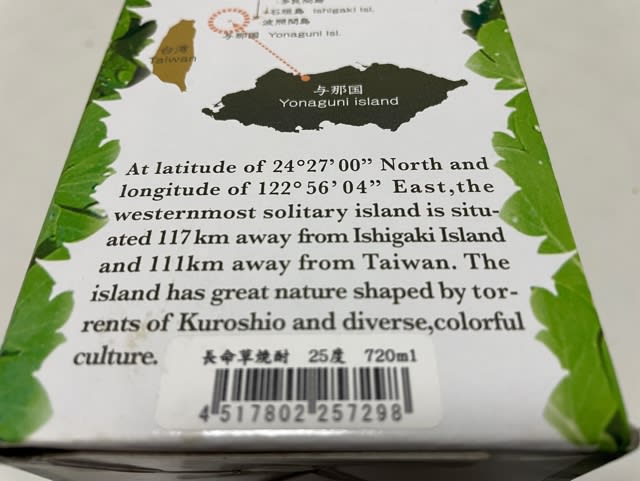 石垣島 Ishigaki Isl.
波照間島
与那国 Yonaguni Isl.
台湾
Taiwan
与那国
Yonaguni island
At latitude of 24°27’00” North and
longitude of 122°56’04” East,the
westernmost solitary island is situ-
ated 117km away from Ishigaki Island
and 111km away from Taiwan. The
island has great nature shaped by tor-
rents of Kuroshio and diverse,colorful
culture.
長命草焼酎 25度 720ml
4 517802 257298